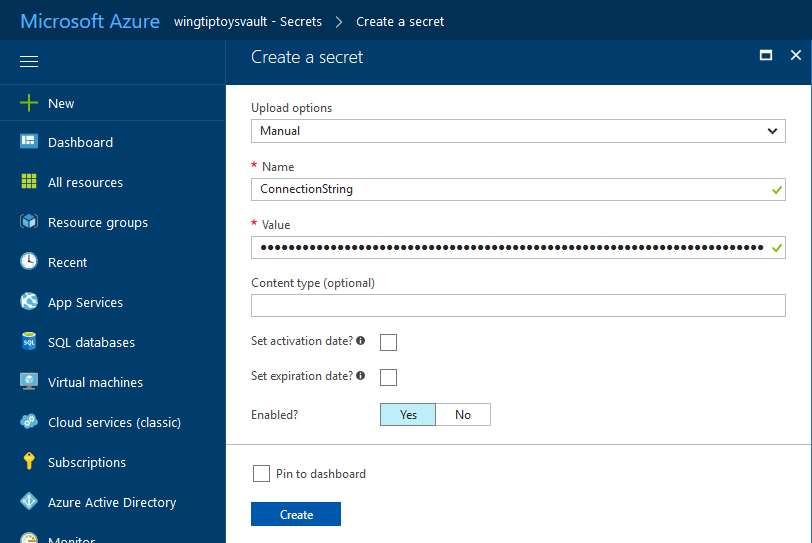 Microsoft Azure wingtiptoysvault - Secrets > Create a secret
New
Dashboard
All resources
Resource groups
Recent
App Services
SQL databases
Virtual machines
Cloud services (classic)
Subscriptions
Azure Active Directory
Monitor
Create a secret
Upload options
Manual
* Name
ConnectionString
* Value
••••••••••••••••••••••••••••••••••••••••••••••••••••••••••••••••••••••••
Content type (optional)
Set activation date?
Set expiration date?
Enabled? Yes No
Pin to dashboard
Create